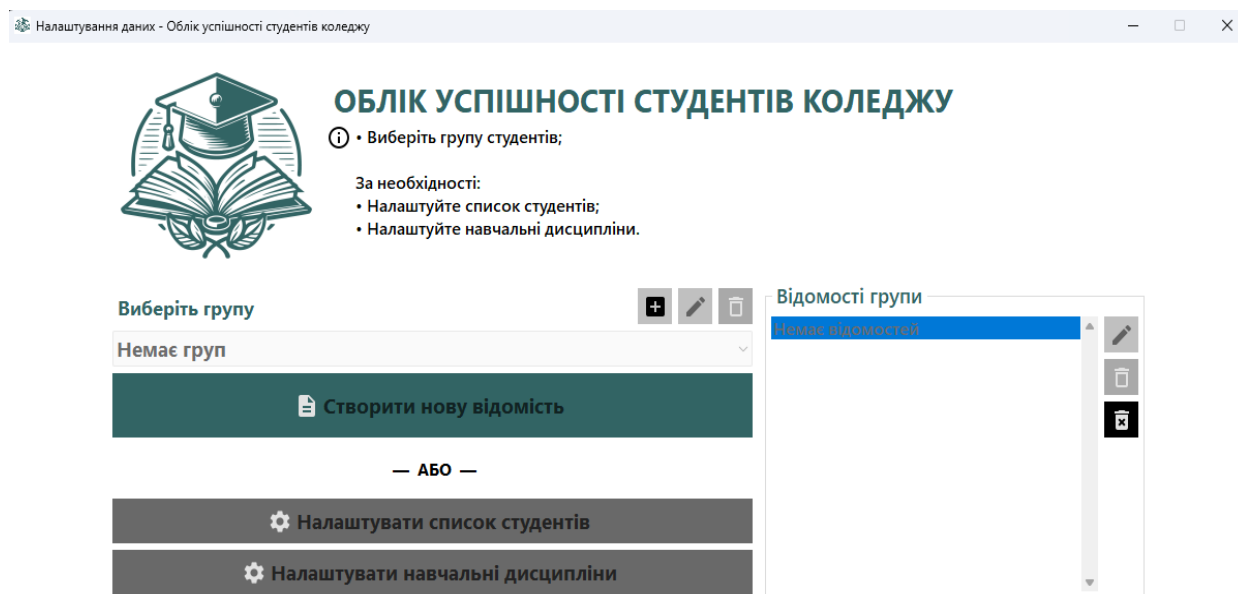 Налаштування даних - Облік успішності студентів коледжу
ОБЛІК УСПІШНОСТІ СТУДЕНТІВ КОЛЕДЖУ
• Виберіть групу студентів;
За необхідності:
• Налаштуйте список студентів;
• Налаштуйте навчальні дисципліни.
Виберіть групу
Немає груп
Створити нову відомість
— АБО —
Налаштувати список студентів
Налаштувати навчальні дисципліни
Відомості групи
Немає відомостей